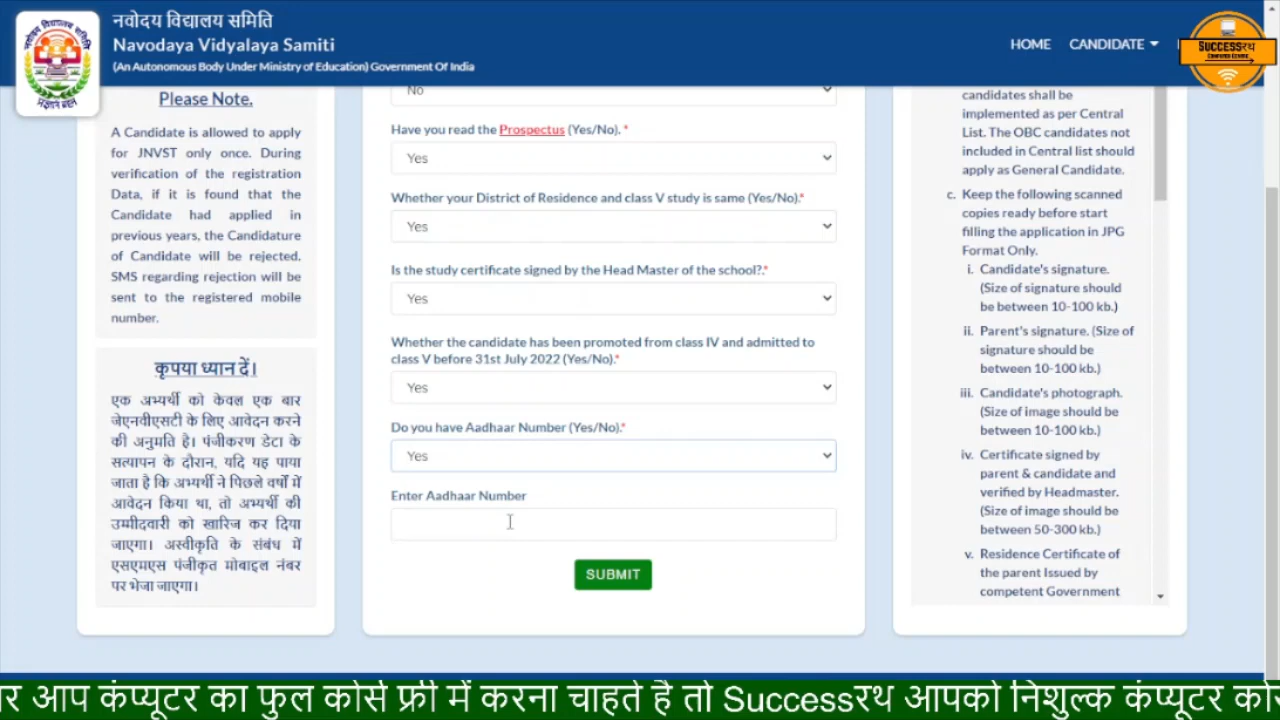 नवोदय विद्यालय समिति
Navodaya Vidyalaya Samiti
(An Autonomous Body Under Ministry of Education) Government Of India
HOME
CANDIDATE
Successरथ
Please Note.
A Candidate is allowed to apply
for JNVST only once. During
verification of the registration
Data, if it is found that the
Candidate had applied in
previous years, the Candidature
of Candidate will be rejected.
SMS regarding rejection will be
sent to the registered mobile
number.
कृपया ध्यान दें।
एक अभ्यर्थी को केवल एक बार
जेएनवीएसटी के लिए आवेदन करने
की अनुमति है। पंजीकरण डेटा के
सत्यापन के दौरान, यदि यह पाया
जाता है कि अभ्यर्थी ने पिछले वर्षों में
आवेदन किया था, तो अभ्यर्थी की
उम्मीदवारी को खारिज कर दिया
जाएगा। अस्वीकृति के संबंध में
एसएमएस पंजीकृत मोबाइल नंबर
पर भेजा जाएगा।
No
Have you read the Prospectus (Yes/No). *
Yes
Whether your District of Residence and class V study is same (Yes/No).*
Yes
Is the study certificate signed by the Head Master of the school?.*
Yes
Whether the candidate has been promoted from class IV and admitted to
class V before 31st July 2022 (Yes/No).*
Yes
Do you have Aadhaar Number (Yes/No).*
Yes
Enter Aadhaar Number
SUBMIT
candidates shall be
implemented as per Central
List. The OBC candidates not
included in Central list should
apply as General Candidate.
c. Keep the following scanned
copies ready before start
filling the application in JPG
Format Only.
i. Candidate's signature.
(Size of signature should
be between 10-100 kb.)
ii. Parent's signature. (Size of
signature should be
between 10-100 kb.)
iii. Candidate's photograph.
(Size of image should be
between 10-100 kb.)
iv. Certificate signed by
parent & candidate and
verified by Headmaster.
(Size of image should be
between 50-300 kb.)
v. Residence Certificate of
the parent Issued by
competent Government
आप कंप्यूटर का फुल कोर्स फ्री में करना चाहते है तो Successरथ आपको निशुल्क कंप्यूटर